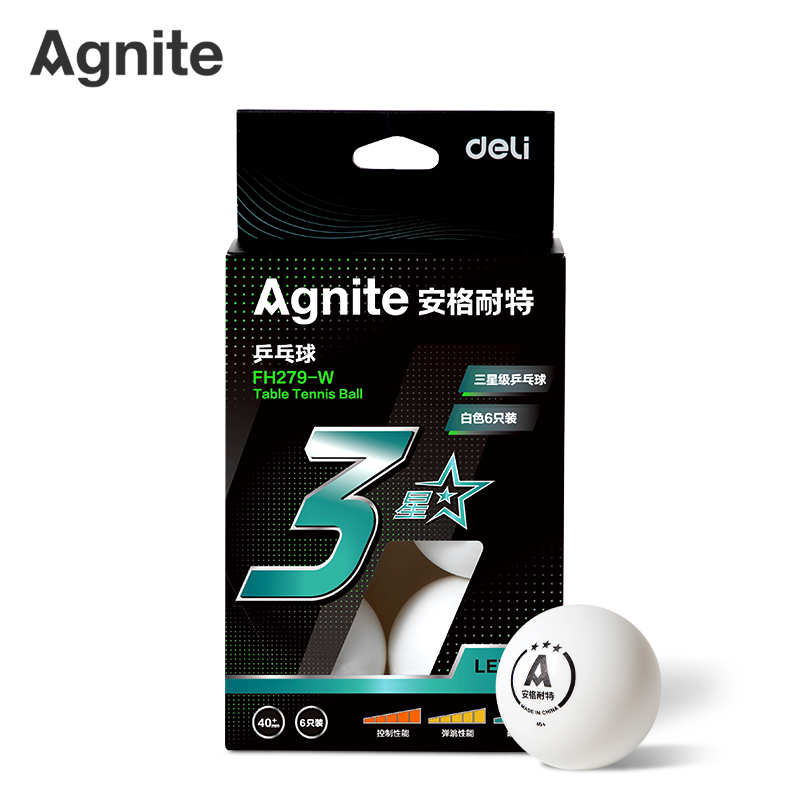 Agnite
deli
Agnite 安格耐特
乒乓球
FH279-W
Table Tennis Ball
三星级乒乓球
白色6只装
3星
40+mm
6只装
控制性能
弹跳性能
A
安格耐特
MADE IN CHINA
40+